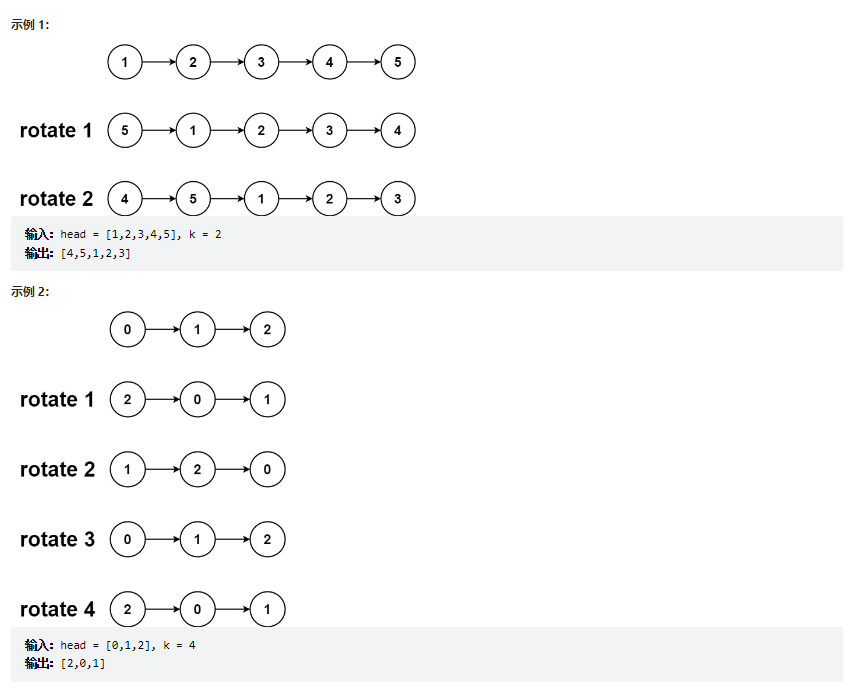 示例 1：
1 2 3 4 5
rotate 1 5 1 2 3 4
rotate 2 4 5 1 2 3
输入：head = [1,2,3,4,5], k = 2
输出：[4,5,1,2,3]
示例 2：
0 1 2
rotate 1 2 0 1
rotate 2 1 2 0
rotate 3 0 1 2
rotate 4 2 0 1
输入：head = [0,1,2], k = 4
输出：[2,0,1]